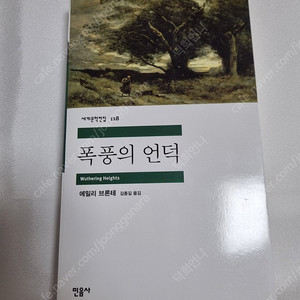 세계문학전집 118
폭풍의 언덕
Wuthering Heights
에밀리 브론테 김종길 옮김
민음사